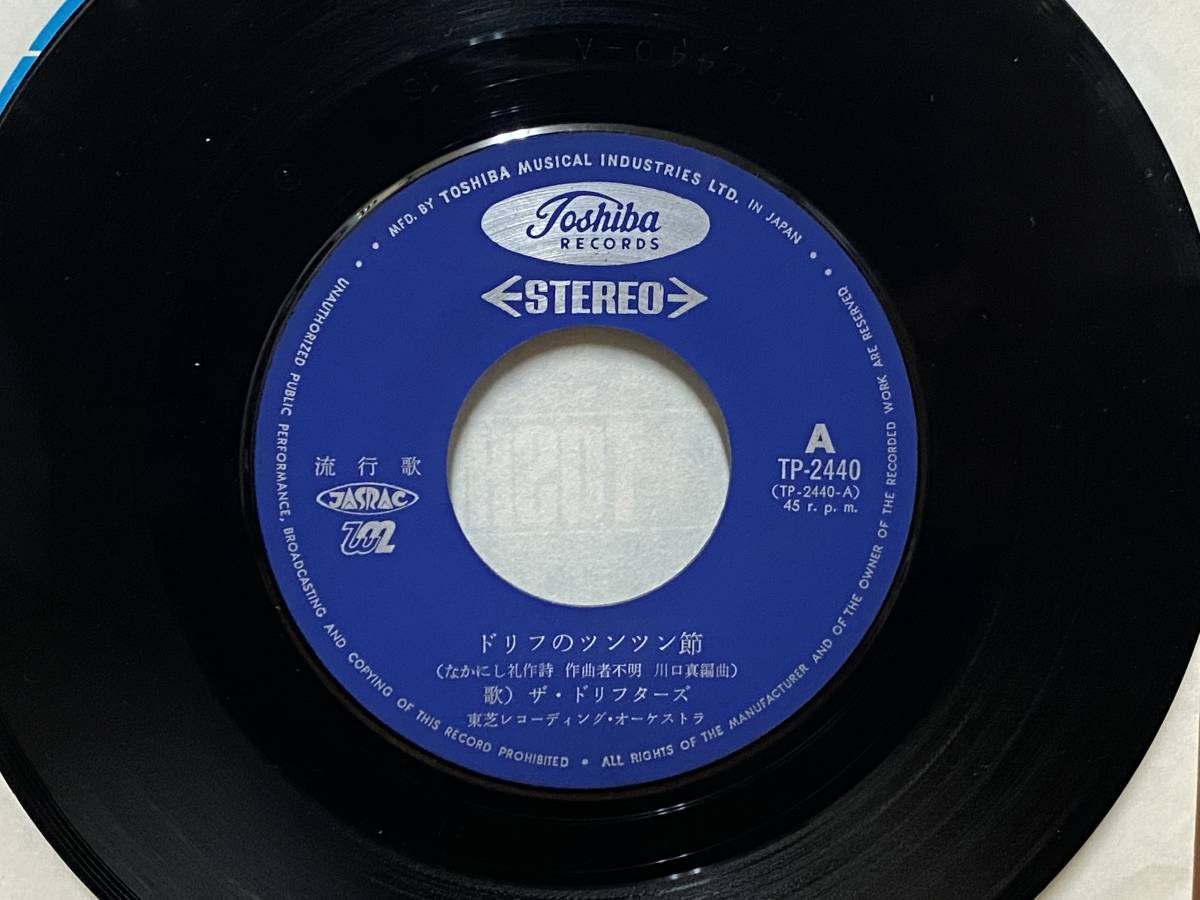 MFD. BY TOSHIBA MUSICAL INDUSTRIES LTD. IN JAPAN
Toshiba
RECORDS
STEREO
流行歌
JASRAC
A
TP-2440
(TP-2440-A)
45 r. p. m.
ドリフのツンツン節
(なかにし礼作詩 作曲者不明 川口真編曲)
歌) ザ・ドリフターズ
東芝レコーディング・オーケストラ
UNAUTHORIZED PUBLIC PERFORMANCE, BROADCASTING AND COPYING OF THIS RECORD PROHIBITED • ALL RIGHTS OF THE MANUFACTURER AND OF THE OWNER OF THE RECORDED WORK ARE RESERVED